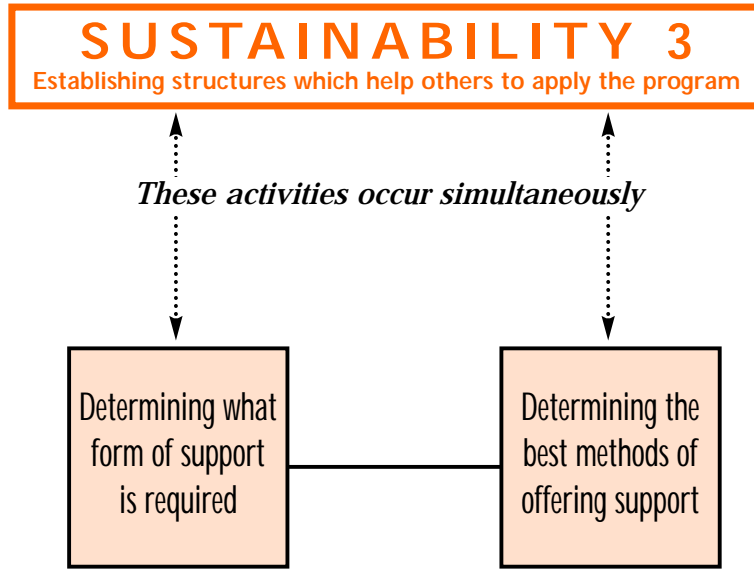 SUSTAINABILITY 3
Establishing structures which help others to apply the program
These activities occur simultaneously
Determining what
form of support
is required
Determining the
best methods of
offering support